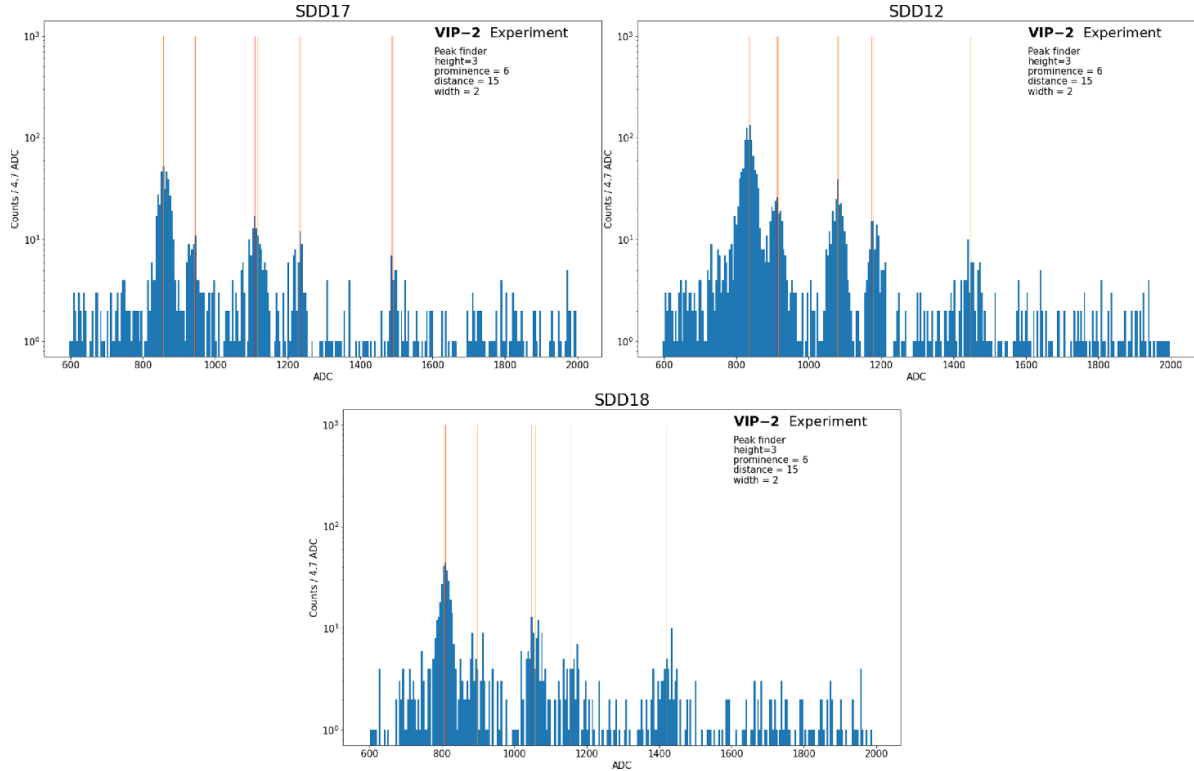 SDD17
VIP−2 Experiment
Peak finder
height=3
prominence = 6
distance = 15
width = 2
10³
10²
10¹
10⁰
Counts / 4.7 ADC
600 800 1000 1200 1400 1600 1800 2000
ADC
SDD12
VIP−2 Experiment
Peak finder
height=3
prominence = 6
distance = 15
width = 2
10³
10²
10¹
10⁰
Counts / 4.7 ADC
600 800 1000 1200 1400 1600 1800 2000
ADC
SDD18
VIP−2 Experiment
Peak finder
height=3
prominence = 6
distance = 15
width = 2
10³
10²
10¹
10⁰
Counts / 4.7 ADC
600 800 1000 1200 1400 1600 1800 2000
ADC